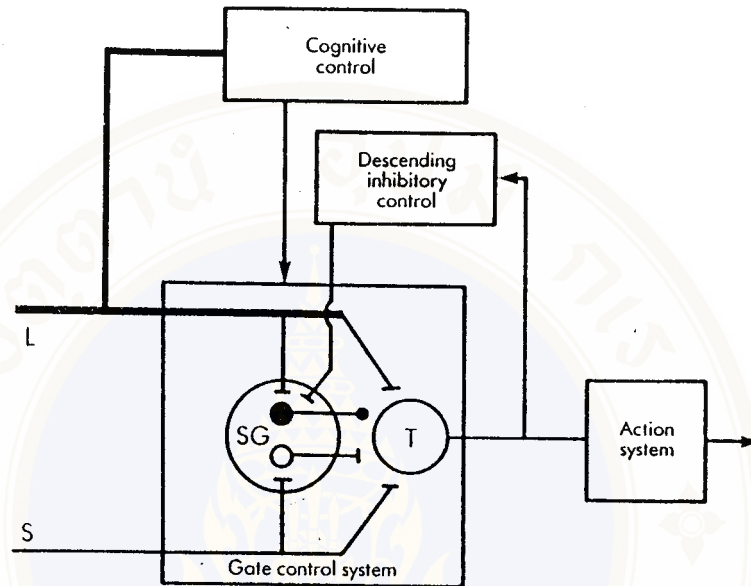 Cognitive
control
Descending
inhibitory
control
L
SG
T
Action
system
S
Gate control system